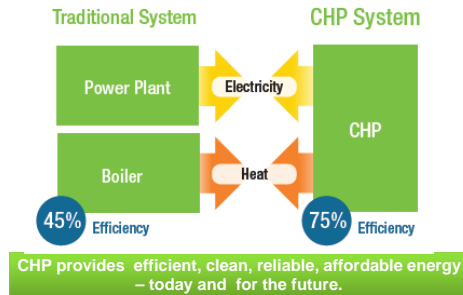 Traditional System
CHP System
Power Plant
Electricity
CHP
Boiler
Heat
45%
Efficiency
75%
Efficiency
CHP provides efficient, clean, reliable, affordable energy
– today and for the future.